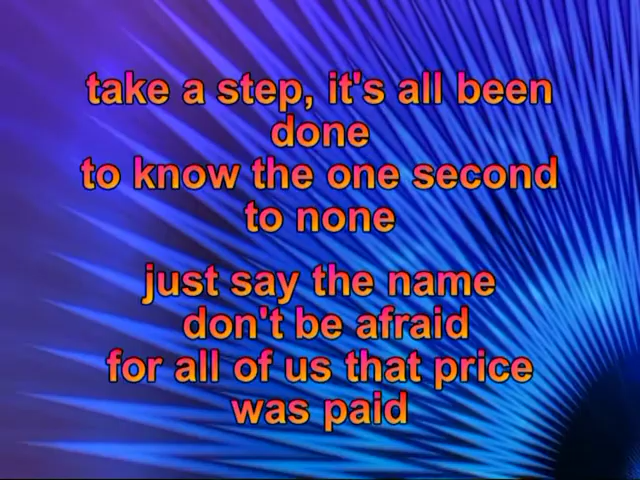 take a step, it's all been
done
to know the one second
to none
just say the name
don't be afraid
for all of us that price
was paid